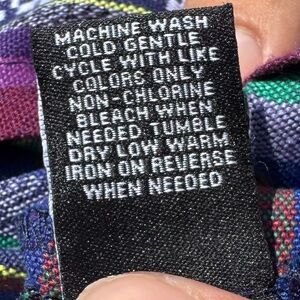 MACHINE WASH
COLD GENTLE
CYCLE WITH LIKE
COLORS ONLY
NON-CHLORINE
BLEACH WHEN
NEEDED TUMBLE
DRY LOW WARM
IRON ON REVERSE
WHEN NEEDED